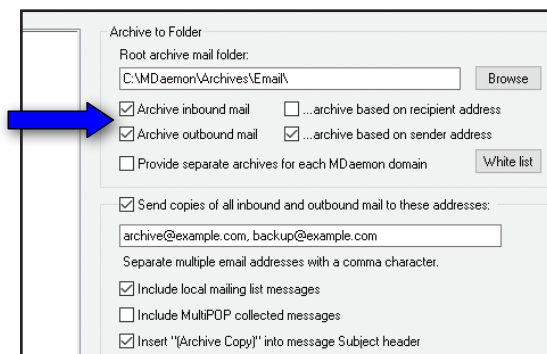 Archive to Folder
Root archive mail folder:
C:\MDaemon\Archives\Email\ Browse
Archive inbound mail ...archive based on recipient address
Archive outbound mail ...archive based on sender address
Provide separate archives for each MDaemon domain White list
Send copies of all inbound and outbound mail to these addresses:
archive@example.com, backup@example.com
Separate multiple email addresses with a comma character.
Include local mailing list messages
Include MultiPOP collected messages
Insert "(Archive Copy)" into message Subject header